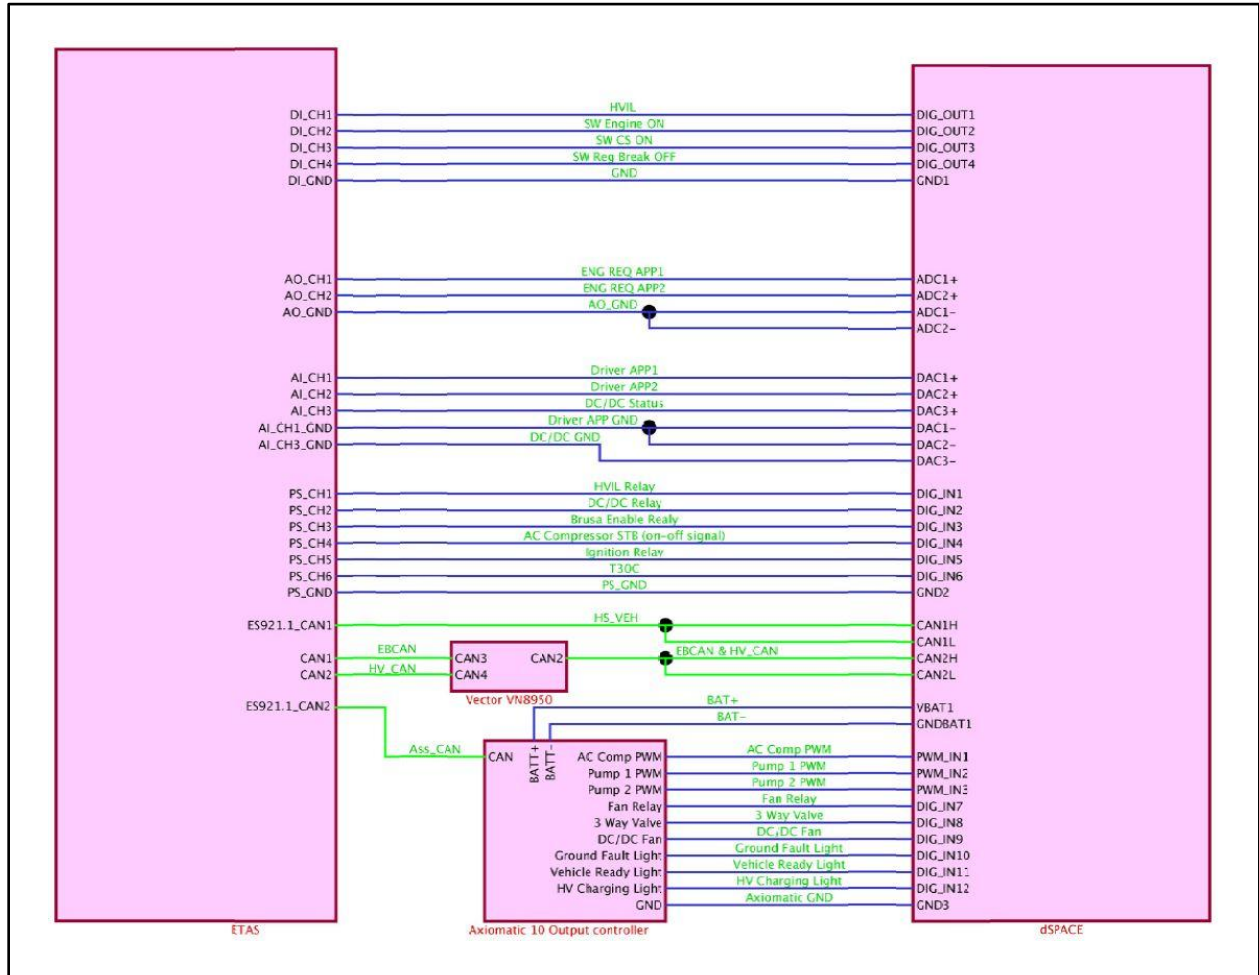 DI_CH1 HVIL DIG_OUT1
DI_CH2 SW Engine ON DIG_OUT2
DI_CH3 SW CS ON DIG_OUT3
DI_CH4 SW Reg Break OFF DIG_OUT4
DI_GND GND GND1
AO_CH1 ENG REQ APP1 ADC1+
AO_CH2 ENG REQ APP2 ADC2+
AO_GND AO_GND ADC1-
ADC2-
AI_CH1 Driver APP1 DAC1+
AI_CH2 Driver APP2 DAC2+
AI_CH3 DC/DC Status DAC3+
AI_CH1_GND Driver APP GND DAC1-
AI_CH3_GND DC/DC GND DAC2-
DAC3-
PS_CH1 HVIL Relay DIG_IN1
PS_CH2 DC/DC Relay DIG_IN2
PS_CH3 Brusa Enable Realy DIG_IN3
PS_CH4 AC Compressor STB (on-off signal) DIG_IN4
PS_CH5 Ignition Relay DIG_IN5
PS_CH6 T30C DIG_IN6
PS_GND PS_GND GND2
ES921.1_CAN1 HS_VEH CAN1H
CAN1L
CAN1 EBCAN CAN3 CAN2 EBCAN & HV_CAN CAN2H
CAN2 HV_CAN CAN4 CAN2L
Vector VN8950
ES921.1_CAN2 BAT+ VBAT1
BAT- GNDBAT1
Ass_CAN CAN BATT+ BATT- AC Comp PWM AC Comp PWM PWM_IN1
Pump 1 PWM Pump 1 PWM PWM_IN2
Pump 2 PWM Pump 2 PWM PWM_IN3
Fan Relay Fan Relay DIG_IN7
3 Way Valve 3 Way Valve DIG_IN8
DC/DC Fan DC/DC Fan DIG_IN9
Ground Fault Light Ground Fault Light DIG_IN10
Vehicle Ready Light Vehicle Ready Light DIG_IN11
HV Charging Light HV Charging Light DIG_IN12
GND Axiomatic GND GND3
ETAS Axiomatic 10 Output controller dSPACE